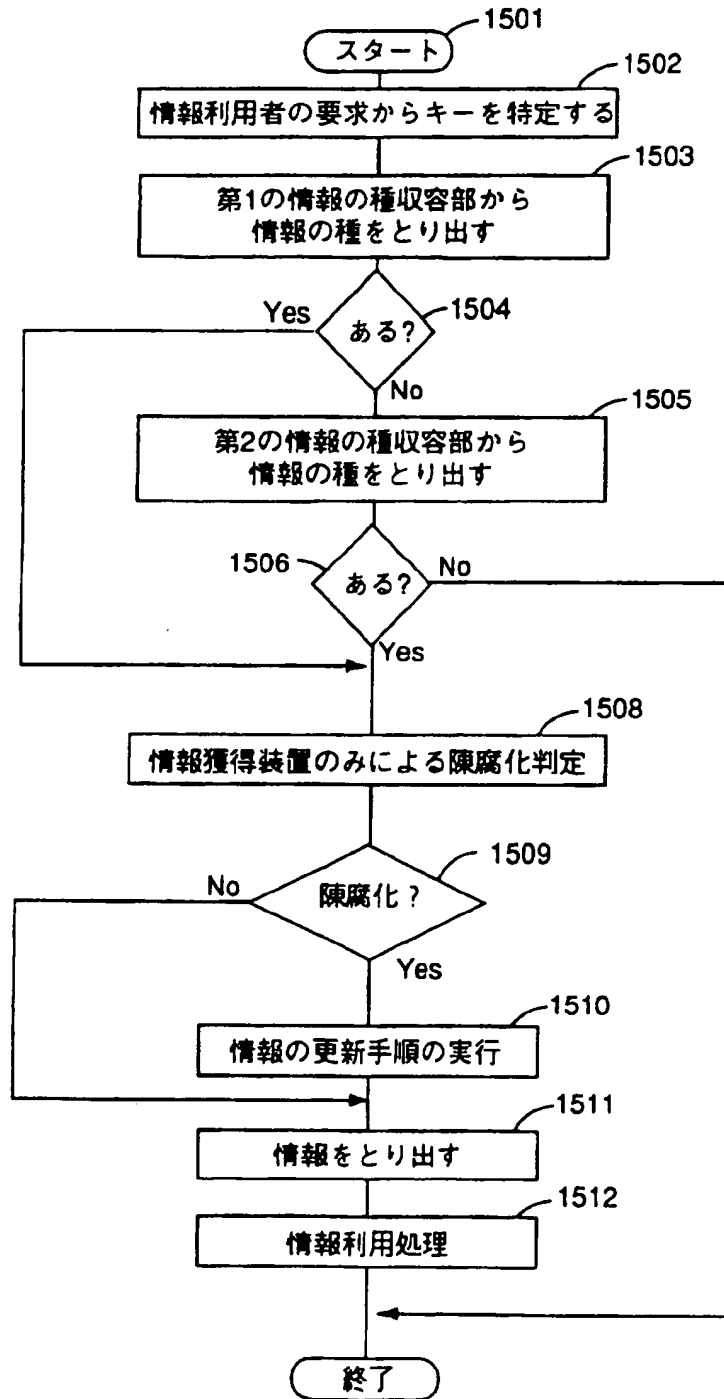 1501
スタート
1502
情報利用者の要求からキーを特定する
1503
第1の情報の種収容部から
情報の種をとり出す
Yes
1504
ある?
No
1505
第2の情報の種収容部から
情報の種をとり出す
1506
ある?
No
Yes
1508
情報獲得装置のみによる陳腐化判定
1509
No
陳腐化?
Yes
1510
情報の更新手順の実行
1511
情報をとり出す
1512
情報利用処理
終了